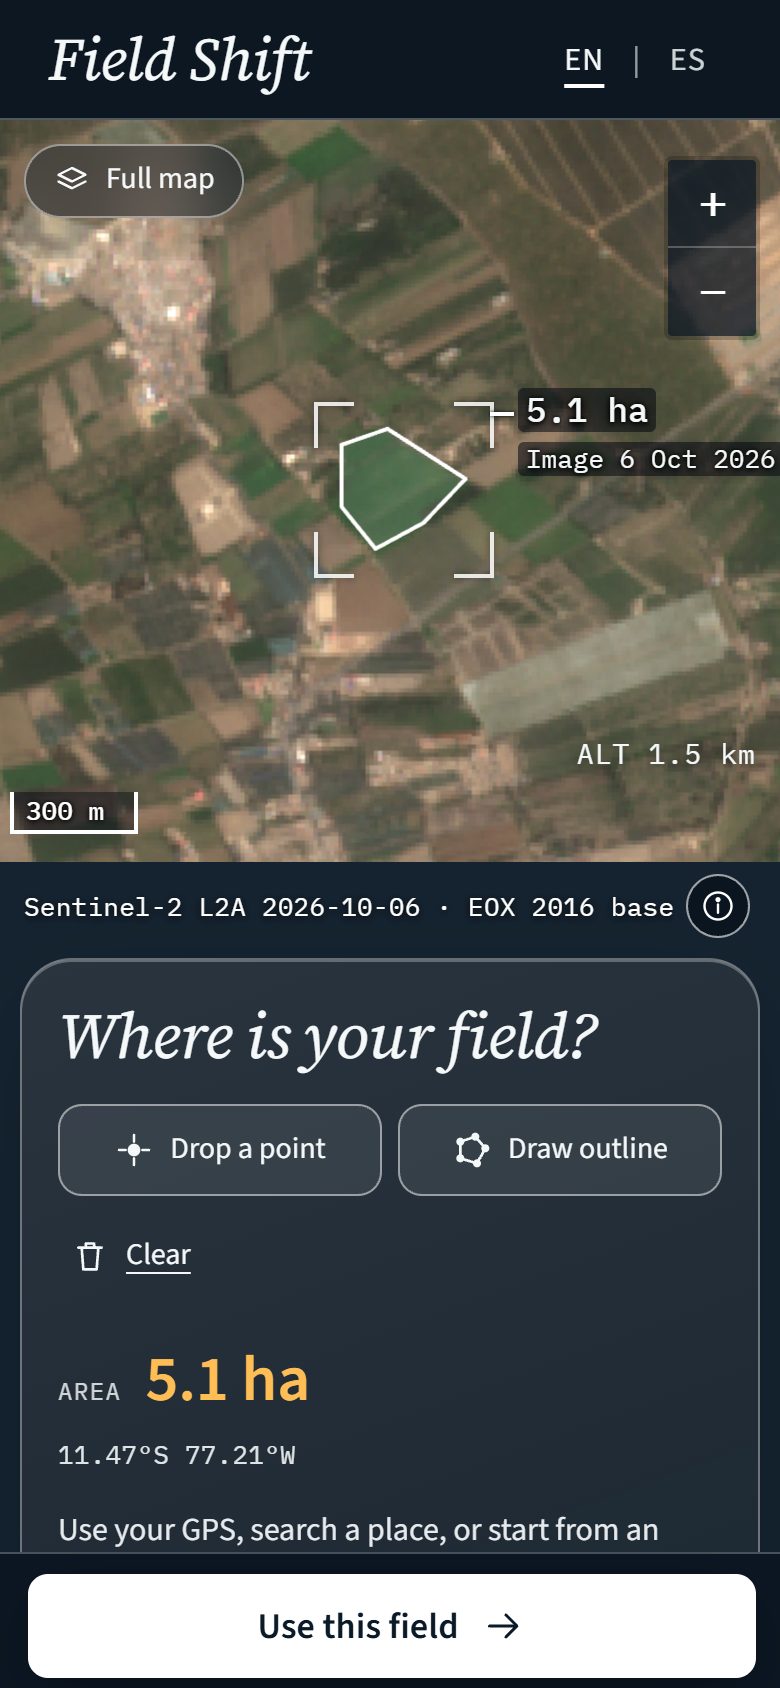 Field Shift
EN | ES
Full map
+
−
5.1 ha
Image 6 Oct 2026
ALT 1.5 km
300 m
Sentinel-2 L2A 2026-10-06 · EOX 2016 base
Where is your field?
Drop a point
Draw outline
Clear
AREA 5.1 ha
11.47°S 77.21°W
Use your GPS, search a place, or start from an
Use this field →